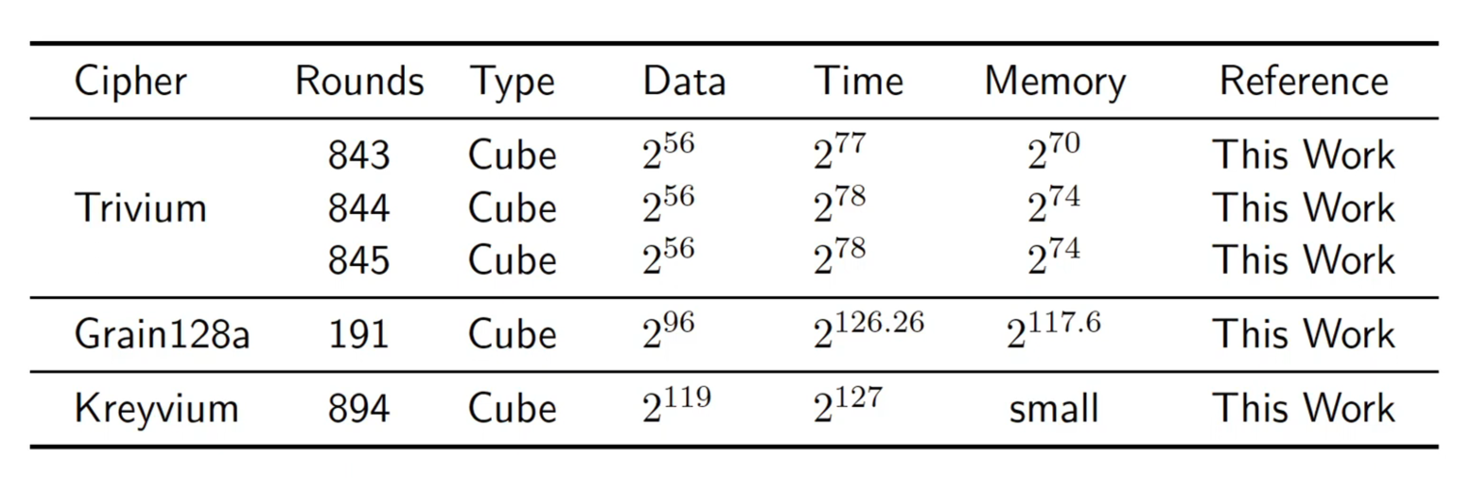 Cipher Rounds Type Data Time Memory Reference
843 Cube 2^56 2^77 2^70 This Work
Trivium 844 Cube 2^56 2^78 2^74 This Work
845 Cube 2^56 2^78 2^74 This Work
Grain128a 191 Cube 2^96 2^126.26 2^117.6 This Work
Kreyvium 894 Cube 2^119 2^127 small This Work